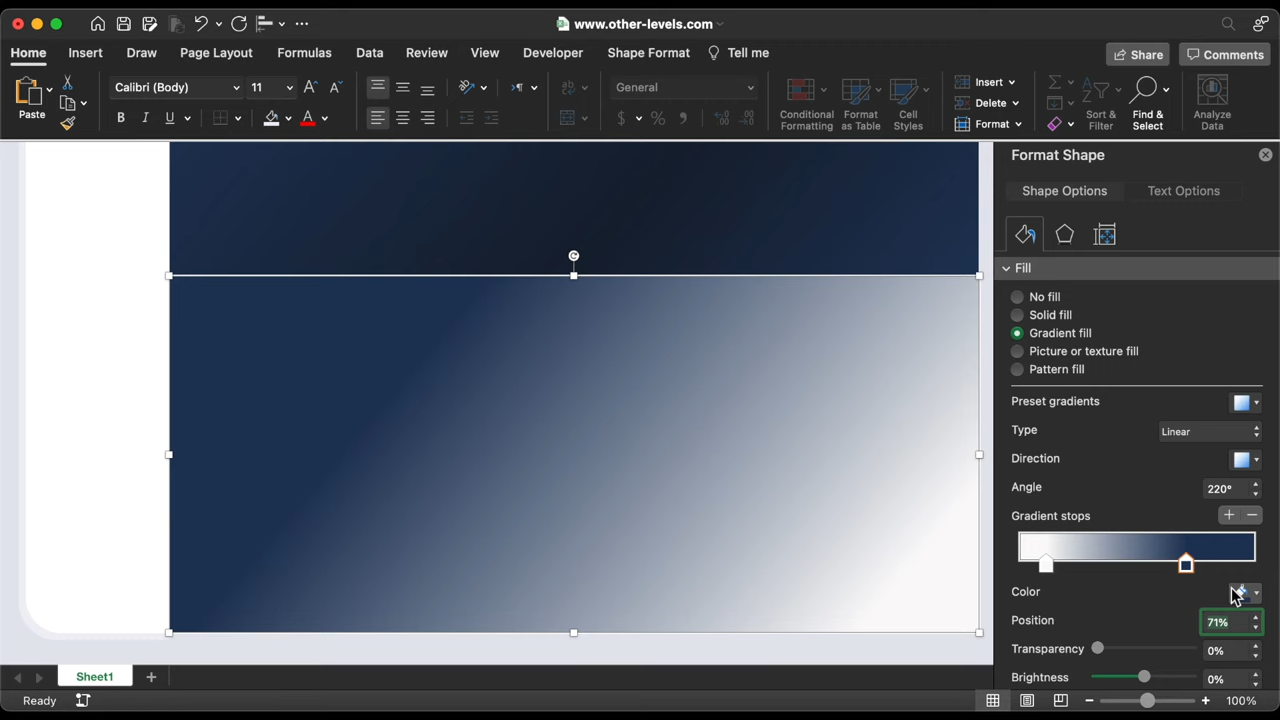 www.other-levels.com
Home Insert Draw Page Layout Formulas Data Review View Developer Shape Format Tell me Share Comments
Paste Calibri (Body) 11 General Conditional Formatting Format as Table Cell Styles Insert Delete Format Sort & Filter Find & Select Analyze Data
B I U A $ %
Format Shape
Shape Options Text Options
Fill
No fill
Solid fill
Gradient fill
Picture or texture fill
Pattern fill
Preset gradients
Type Linear
Direction
Angle 220°
Gradient stops
Color
Position 71%
Transparency 0%
Brightness 0%
Sheet1
Ready 100%